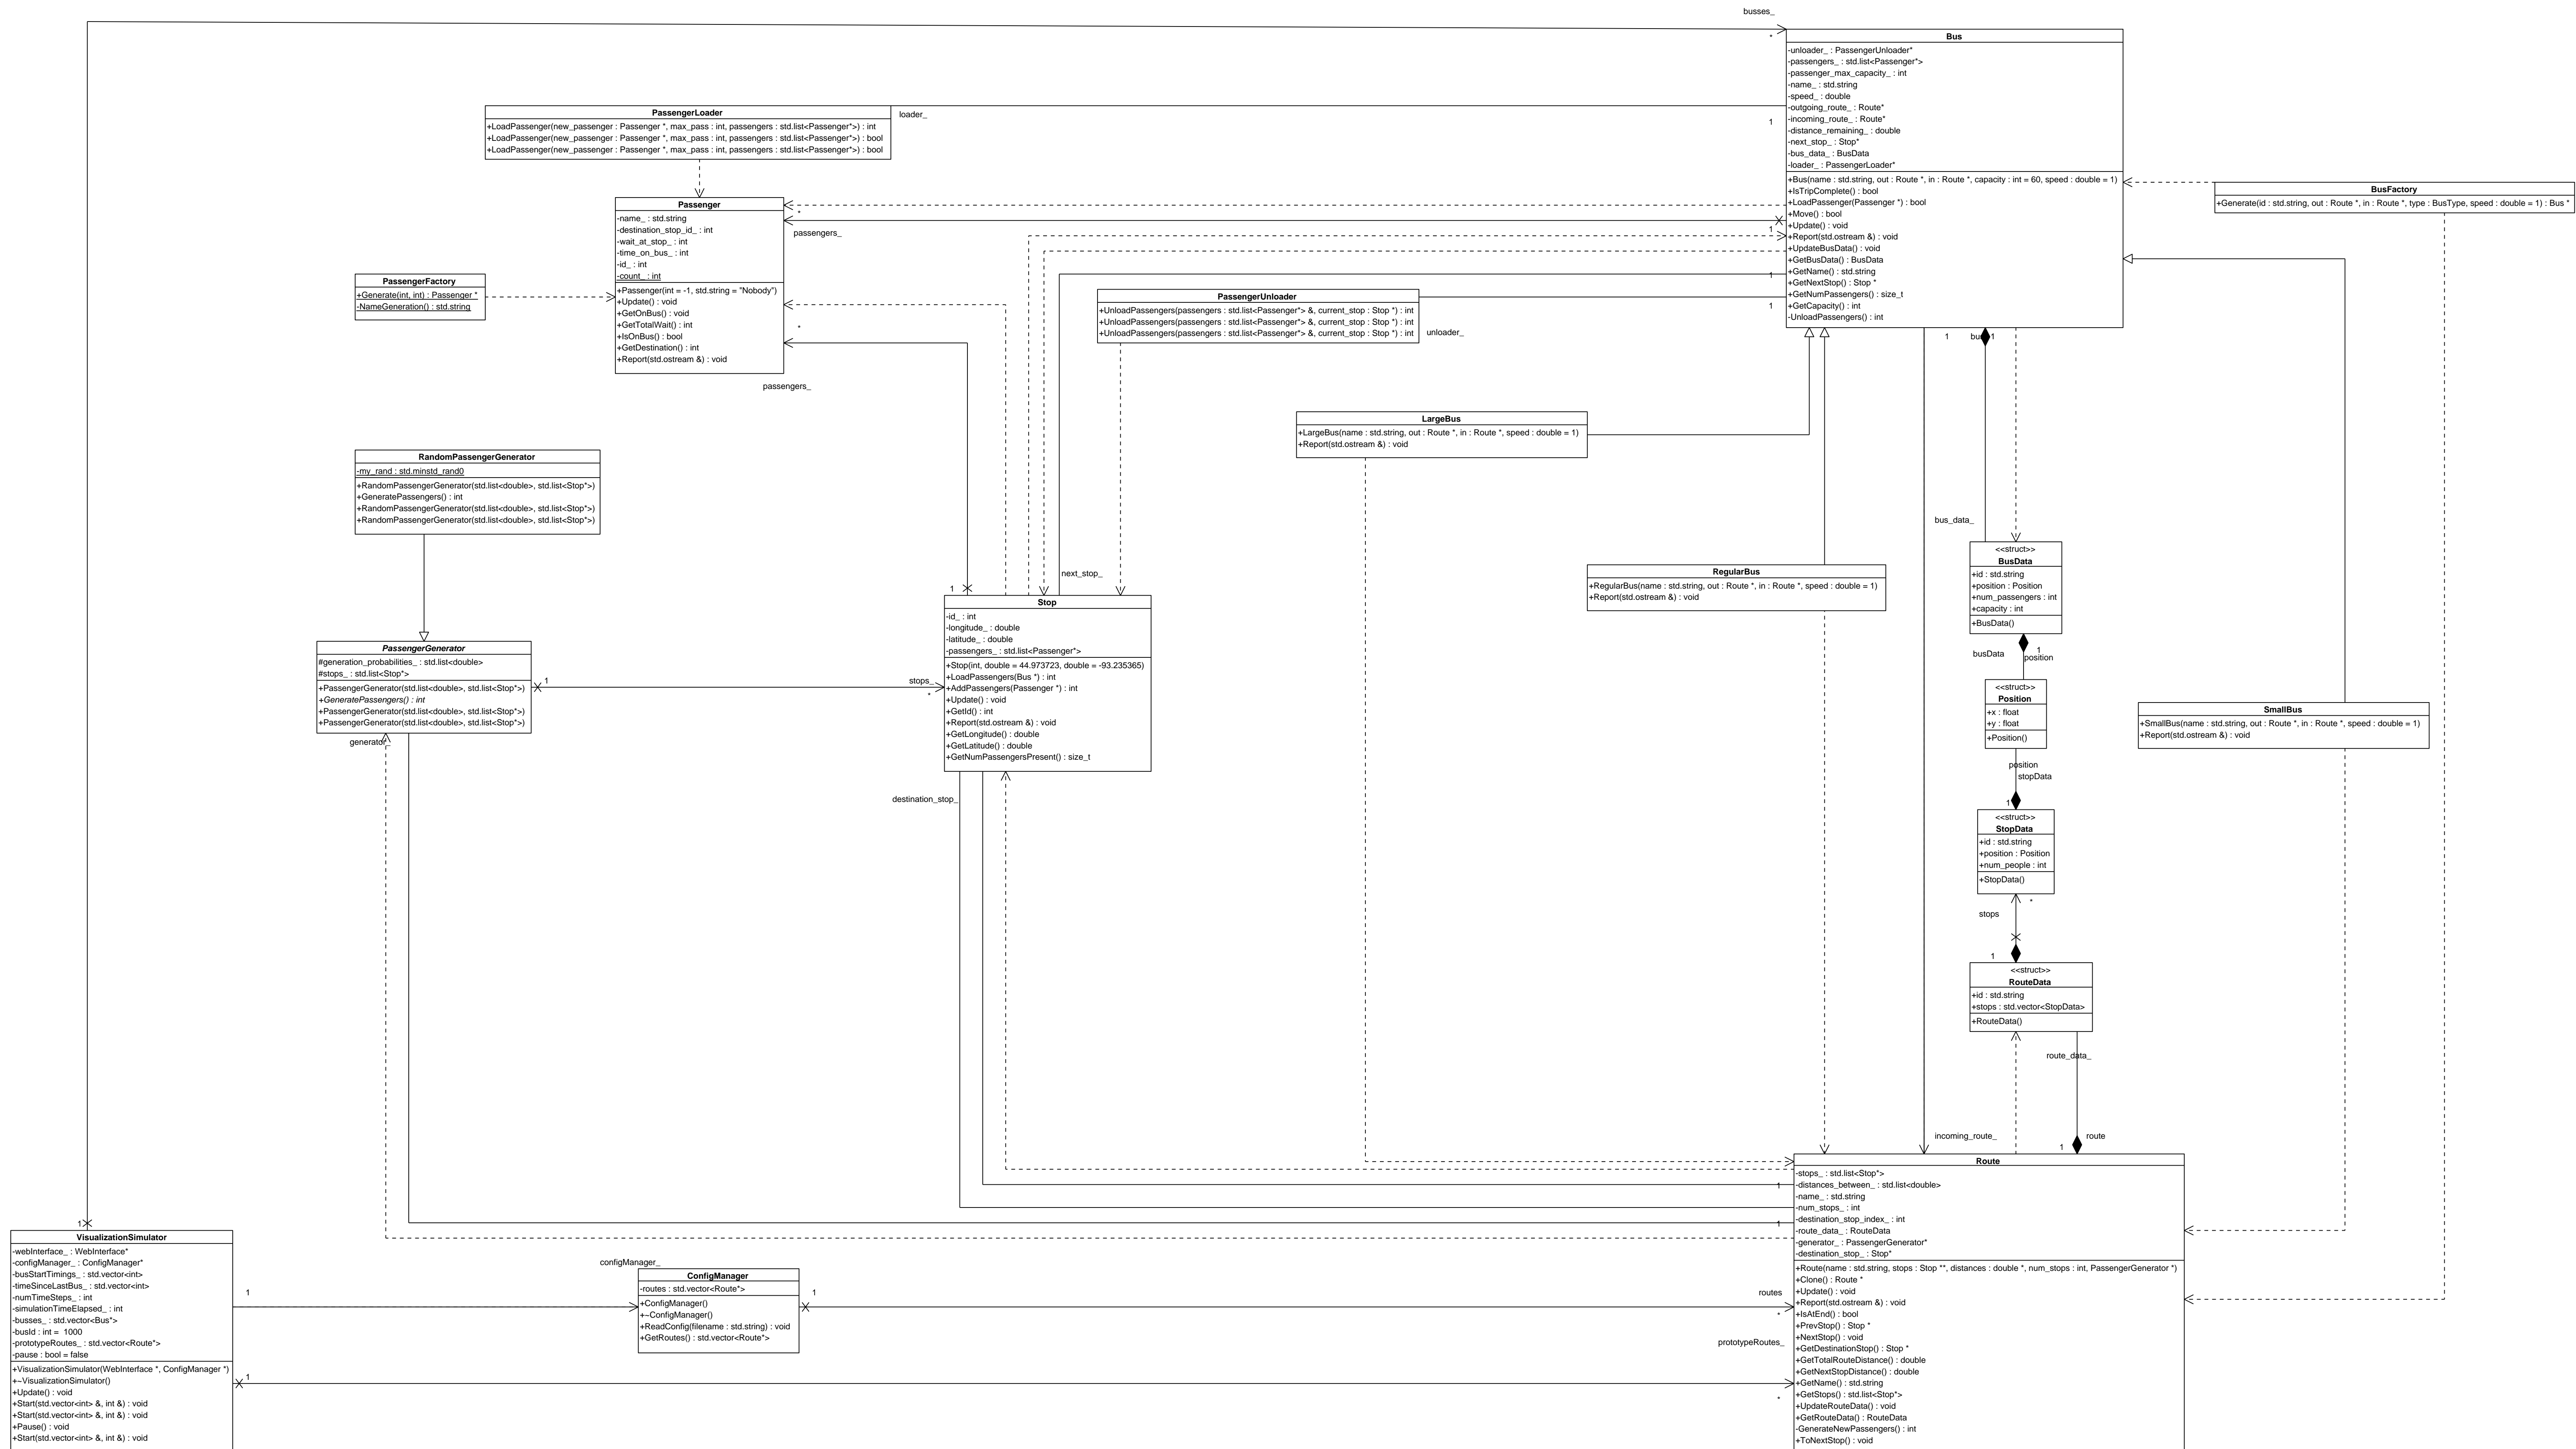 busses_
*
Bus
-unloader_ : PassengerUnloader*
-passengers_ : std.list<Passenger*>
-passenger_max_capacity_ : int
-name_ : std.string
-speed_ : double
-outgoing_route_ : Route*
-incoming_route_ : Route*
-distance_remaining_ : double
-next_stop_ : Stop*
-bus_data_ : BusData
-loader_ : PassengerLoader*
+Bus(name : std.string, out : Route *, in : Route *, capacity : int = 60, speed : double = 1)
+IsTripComplete() : bool
+LoadPassenger(Passenger *) : bool
+Move() : bool
+Update() : void
+Report(std.ostream &) : void
+UpdateBusData() : void
+GetBusData() : BusData
+GetName() : std.string
+GetNextStop() : Stop *
+GetNumPassengers() : size_t
+GetCapacity() : int
-UnloadPassengers() : int
PassengerLoader
+LoadPassenger(new_passenger : Passenger *, max_pass : int, passengers : std.list<Passenger*>) : int
+LoadPassenger(new_passenger : Passenger *, max_pass : int, passengers : std.list<Passenger*>) : bool
+LoadPassenger(new_passenger : Passenger *, max_pass : int, passengers : std.list<Passenger*>) : bool
loader_
1
BusFactory
+Generate(id : std.string, out : Route *, in : Route *, type : BusType, speed : double = 1) : Bus *
Passenger
-name_ : std.string
-destination_stop_id_ : int
-wait_at_stop_ : int
-time_on_bus_ : int
-id_ : int
-count_ : int
+Passenger(int = -1, std.string = "Nobody")
+Update() : void
+GetOnBus() : void
+GetTotalWait() : int
+IsOnBus() : bool
+GetDestination() : int
+Report(std.ostream &) : void
*
passengers_
1
1
1
*
passengers_
PassengerFactory
+Generate(int, int) : Passenger *
-NameGeneration() : std.string
PassengerUnloader
+UnloadPassengers(passengers : std.list<Passenger*> &, current_stop : Stop *) : int
+UnloadPassengers(passengers : std.list<Passenger*> &, current_stop : Stop *) : int
+UnloadPassengers(passengers : std.list<Passenger*> &, current_stop : Stop *) : int
unloader_
1
1
LargeBus
+LargeBus(name : std.string, out : Route *, in : Route *, speed : double = 1)
+Report(std.ostream &) : void
RandomPassengerGenerator
-my_rand : std.minstd_rand0
+RandomPassengerGenerator(std.list<double>, std.list<Stop*>)
+GeneratePassengers() : int
+RandomPassengerGenerator(std.list<double>, std.list<Stop*>)
+RandomPassengerGenerator(std.list<double>, std.list<Stop*>)
bus_data_
<<struct>>
BusData
+id : std.string
+position : Position
+num_passengers : int
+capacity : int
+BusData()
RegularBus
+RegularBus(name : std.string, out : Route *, in : Route *, speed : double = 1)
+Report(std.ostream &) : void
next_stop_
1
Stop
-id_ : int
-longitude_ : double
-latitude_ : double
-passengers_ : std.list<Passenger*>
+Stop(int, double = 44.973723, double = -93.235365)
+LoadPassengers(Bus *) : int
+AddPassengers(Passenger *) : int
+Update() : void
+GetId() : int
+Report(std.ostream &) : void
+GetLongitude() : double
+GetLatitude() : double
+GetNumPassengersPresent() : size_t
PassengerGenerator
#generation_probabilities_ : std.list<double>
#stops_ : std.list<Stop*>
+PassengerGenerator(std.list<double>, std.list<Stop*>)
+GeneratePassengers() : int
+PassengerGenerator(std.list<double>, std.list<Stop*>)
+PassengerGenerator(std.list<double>, std.list<Stop*>)
1
stops_
*
generator_
busData
1
position
<<struct>>
Position
+x : float
+y : float
+Position()
SmallBus
+SmallBus(name : std.string, out : Route *, in : Route *, speed : double = 1)
+Report(std.ostream &) : void
position
stopData
1
destination_stop_
<<struct>>
StopData
+id : std.string
+position : Position
+num_people : int
+StopData()
*
stops
1
<<struct>>
RouteData
+id : std.string
+stops : std.vector<StopData>
+RouteData()
route_data_
incoming_route_
1
route
Route
-stops_ : std.list<Stop*>
-distances_between_ : std.list<double>
-name_ : std.string
-num_stops_ : int
-destination_stop_index_ : int
-route_data_ : RouteData
-generator_ : PassengerGenerator*
-destination_stop_ : Stop*
+Route(name : std.string, stops : Stop **, distances : double *, num_stops : int, PassengerGenerator *)
+Clone() : Route *
+Update() : void
+Report(std.ostream &) : void
+IsAtEnd() : bool
+PrevStop() : Stop *
+NextStop() : void
+GetDestinationStop() : Stop *
+GetTotalRouteDistance() : double
+GetNextStopDistance() : double
+GetName() : std.string
+GetStops() : std.list<Stop*>
+UpdateRouteData() : void
+GetRouteData() : RouteData
-GenerateNewPassengers() : int
+ToNextStop() : void
1
1
1
VisualizationSimulator
-webInterface_ : WebInterface*
-configManager_ : ConfigManager*
-busStartTimings_ : std.vector<int>
-timeSinceLastBus_ : std.vector<int>
-numTimeSteps_ : int
-simulationTimeElapsed_ : int
-busses_ : std.vector<Bus*>
-busId : int =  1000
-prototypeRoutes_ : std.vector<Route*>
-pause : bool = false
+VisualizationSimulator(WebInterface *, ConfigManager *)
+~VisualizationSimulator()
+Update() : void
+Start(std.vector<int> &, int &) : void
+Start(std.vector<int> &, int &) : void
+Pause() : void
+Start(std.vector<int> &, int &) : void
1
configManager_
ConfigManager
-routes : std.vector<Route*>
+ConfigManager()
+~ConfigManager()
+ReadConfig(filename : std.string) : void
+GetRoutes() : std.vector<Route*>
1
routes
*
prototypeRoutes_
1
*